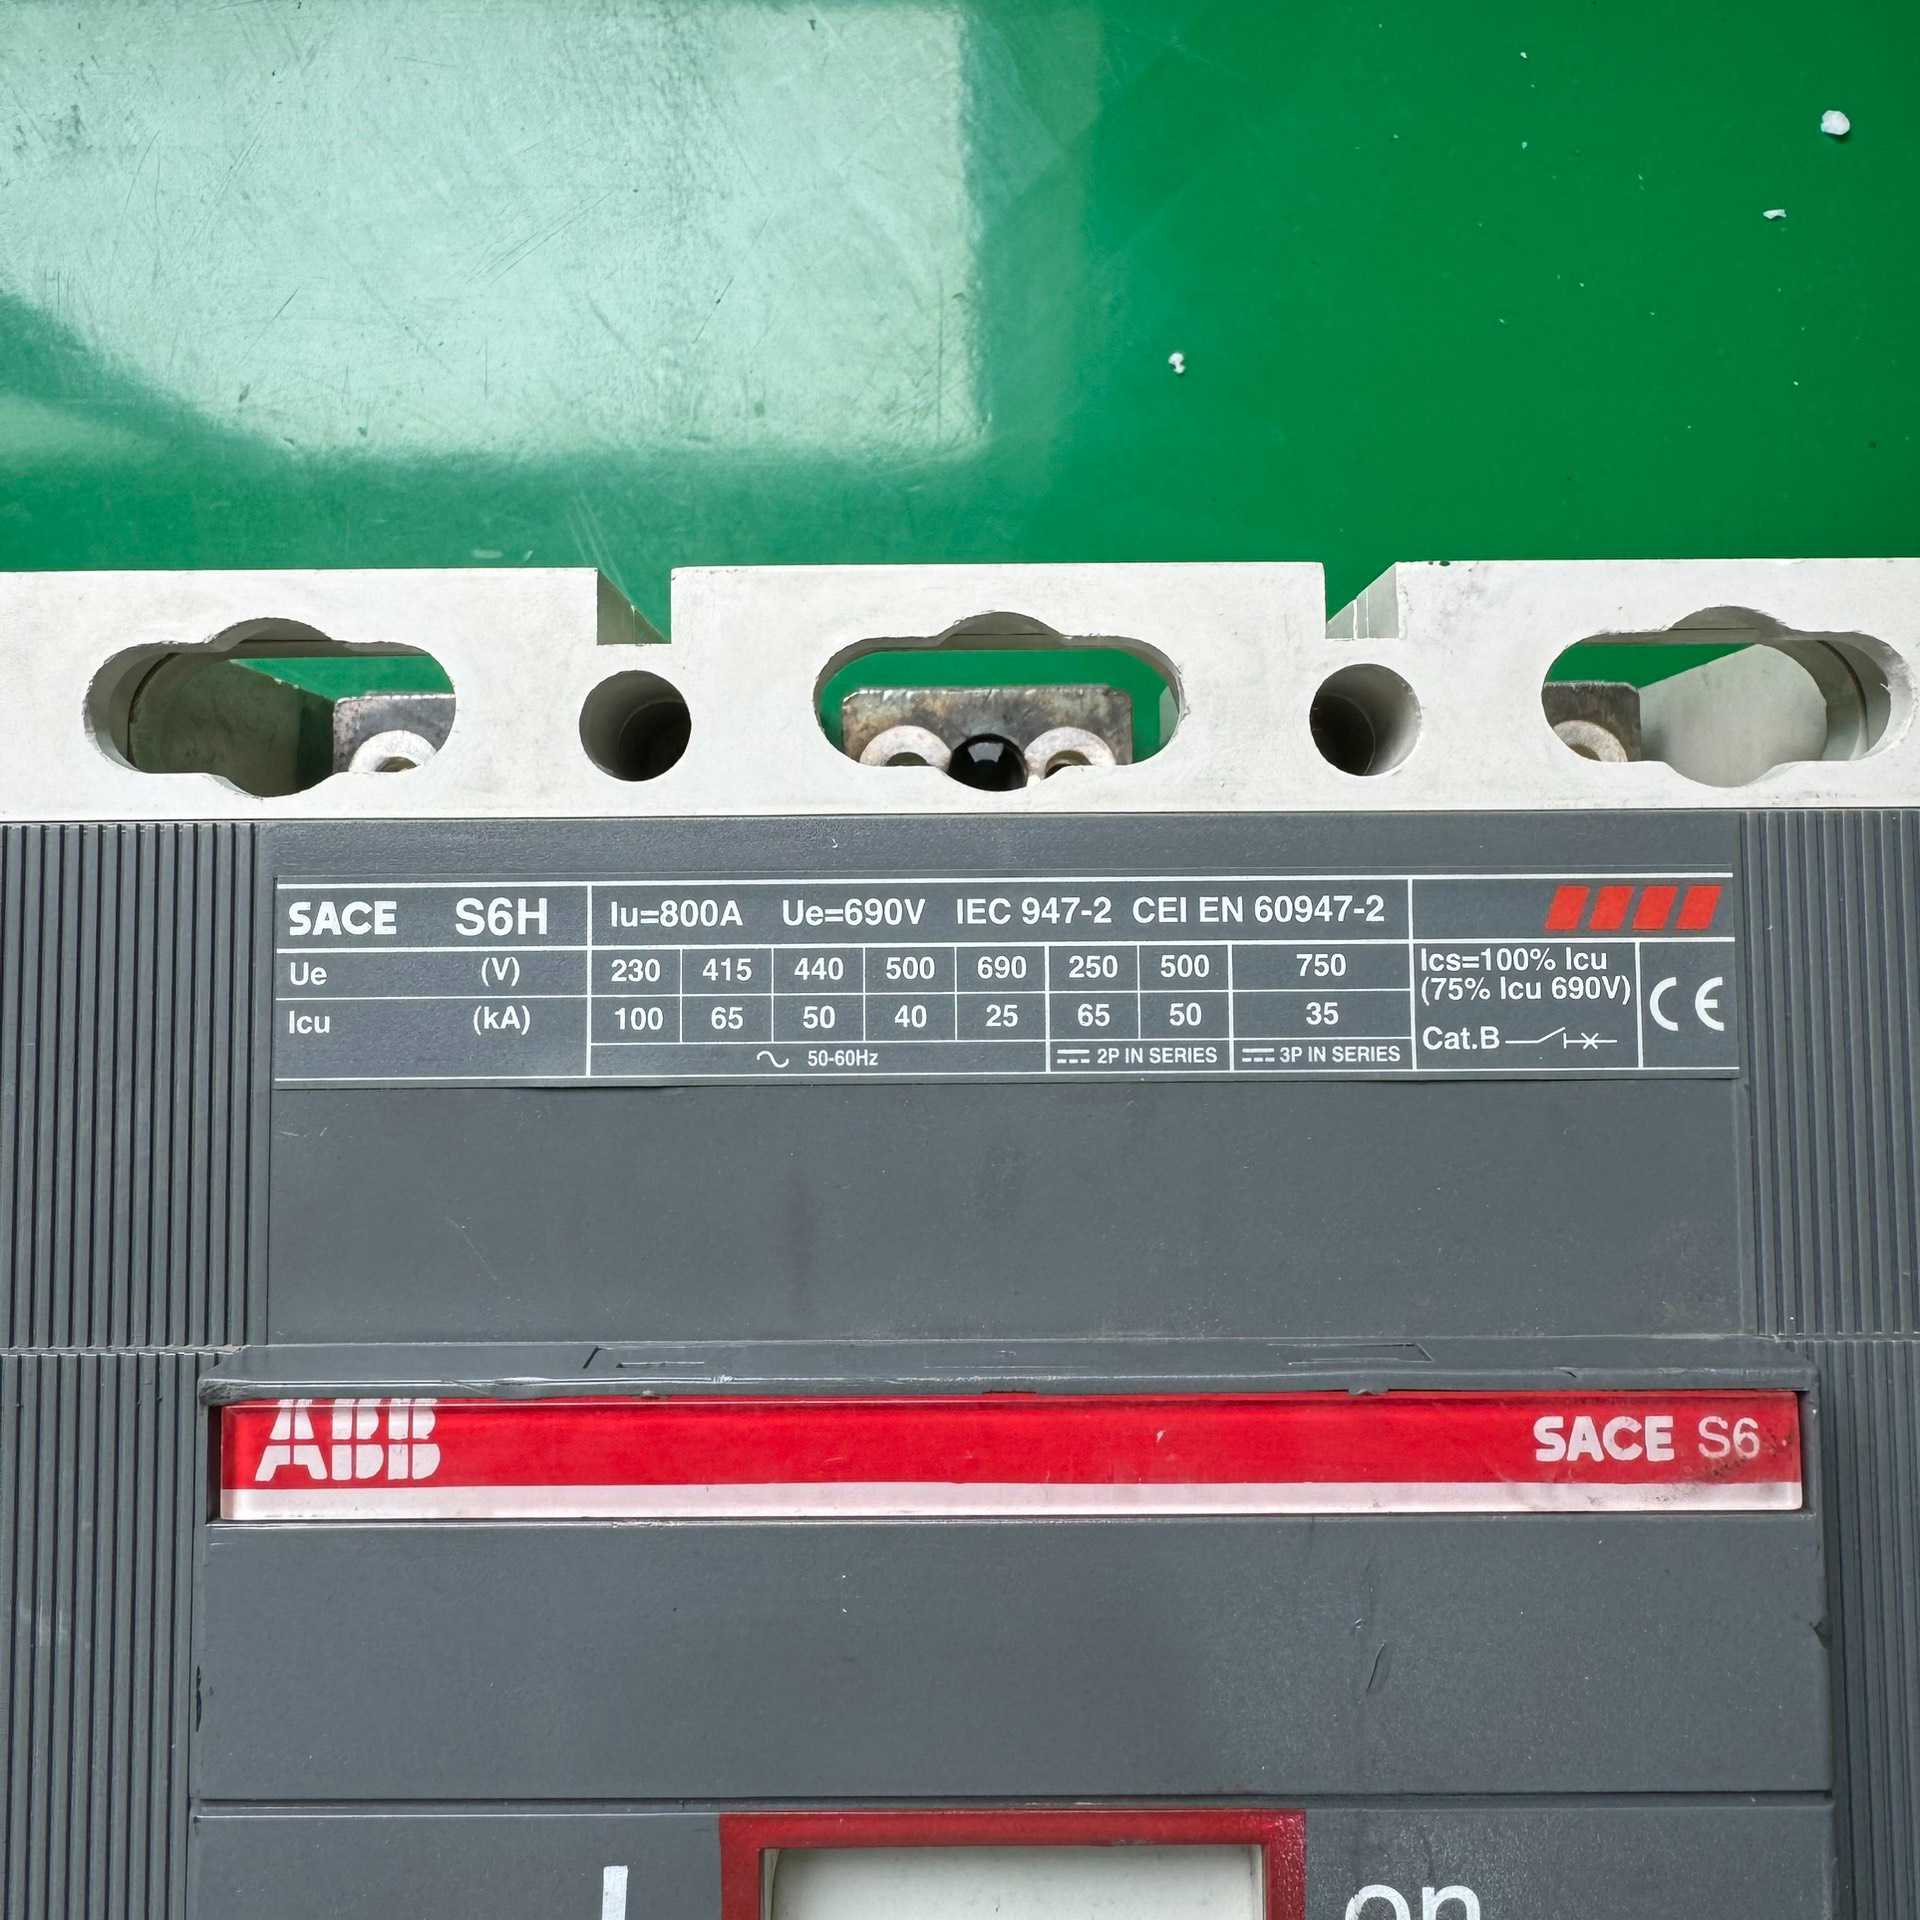 SACE S6H Iu=800A Ue=690V IEC 947-2 CEI EN 60947-2
Ue (V) 230 415 440 500 690 250 500 750
Icu (kA) 100 65 50 40 25 65 50 35
50-60Hz 2P IN SERIES 3P IN SERIES
Ics=100% Icu
(75% Icu 690V)
Cat.B
CE
ABB SACE S6
I on